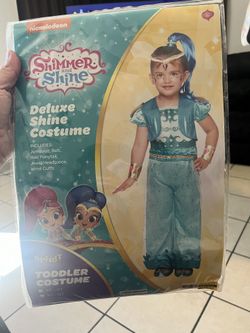 nickelodeon
Shimmer
and
Shine
Deluxe
Shine
Costume
INCLUDES:
Jumpsuit, Belt,
Hair Ponytail,
Jewel Headpiece,
Wrist Cuffs
TODDLER
COSTUME